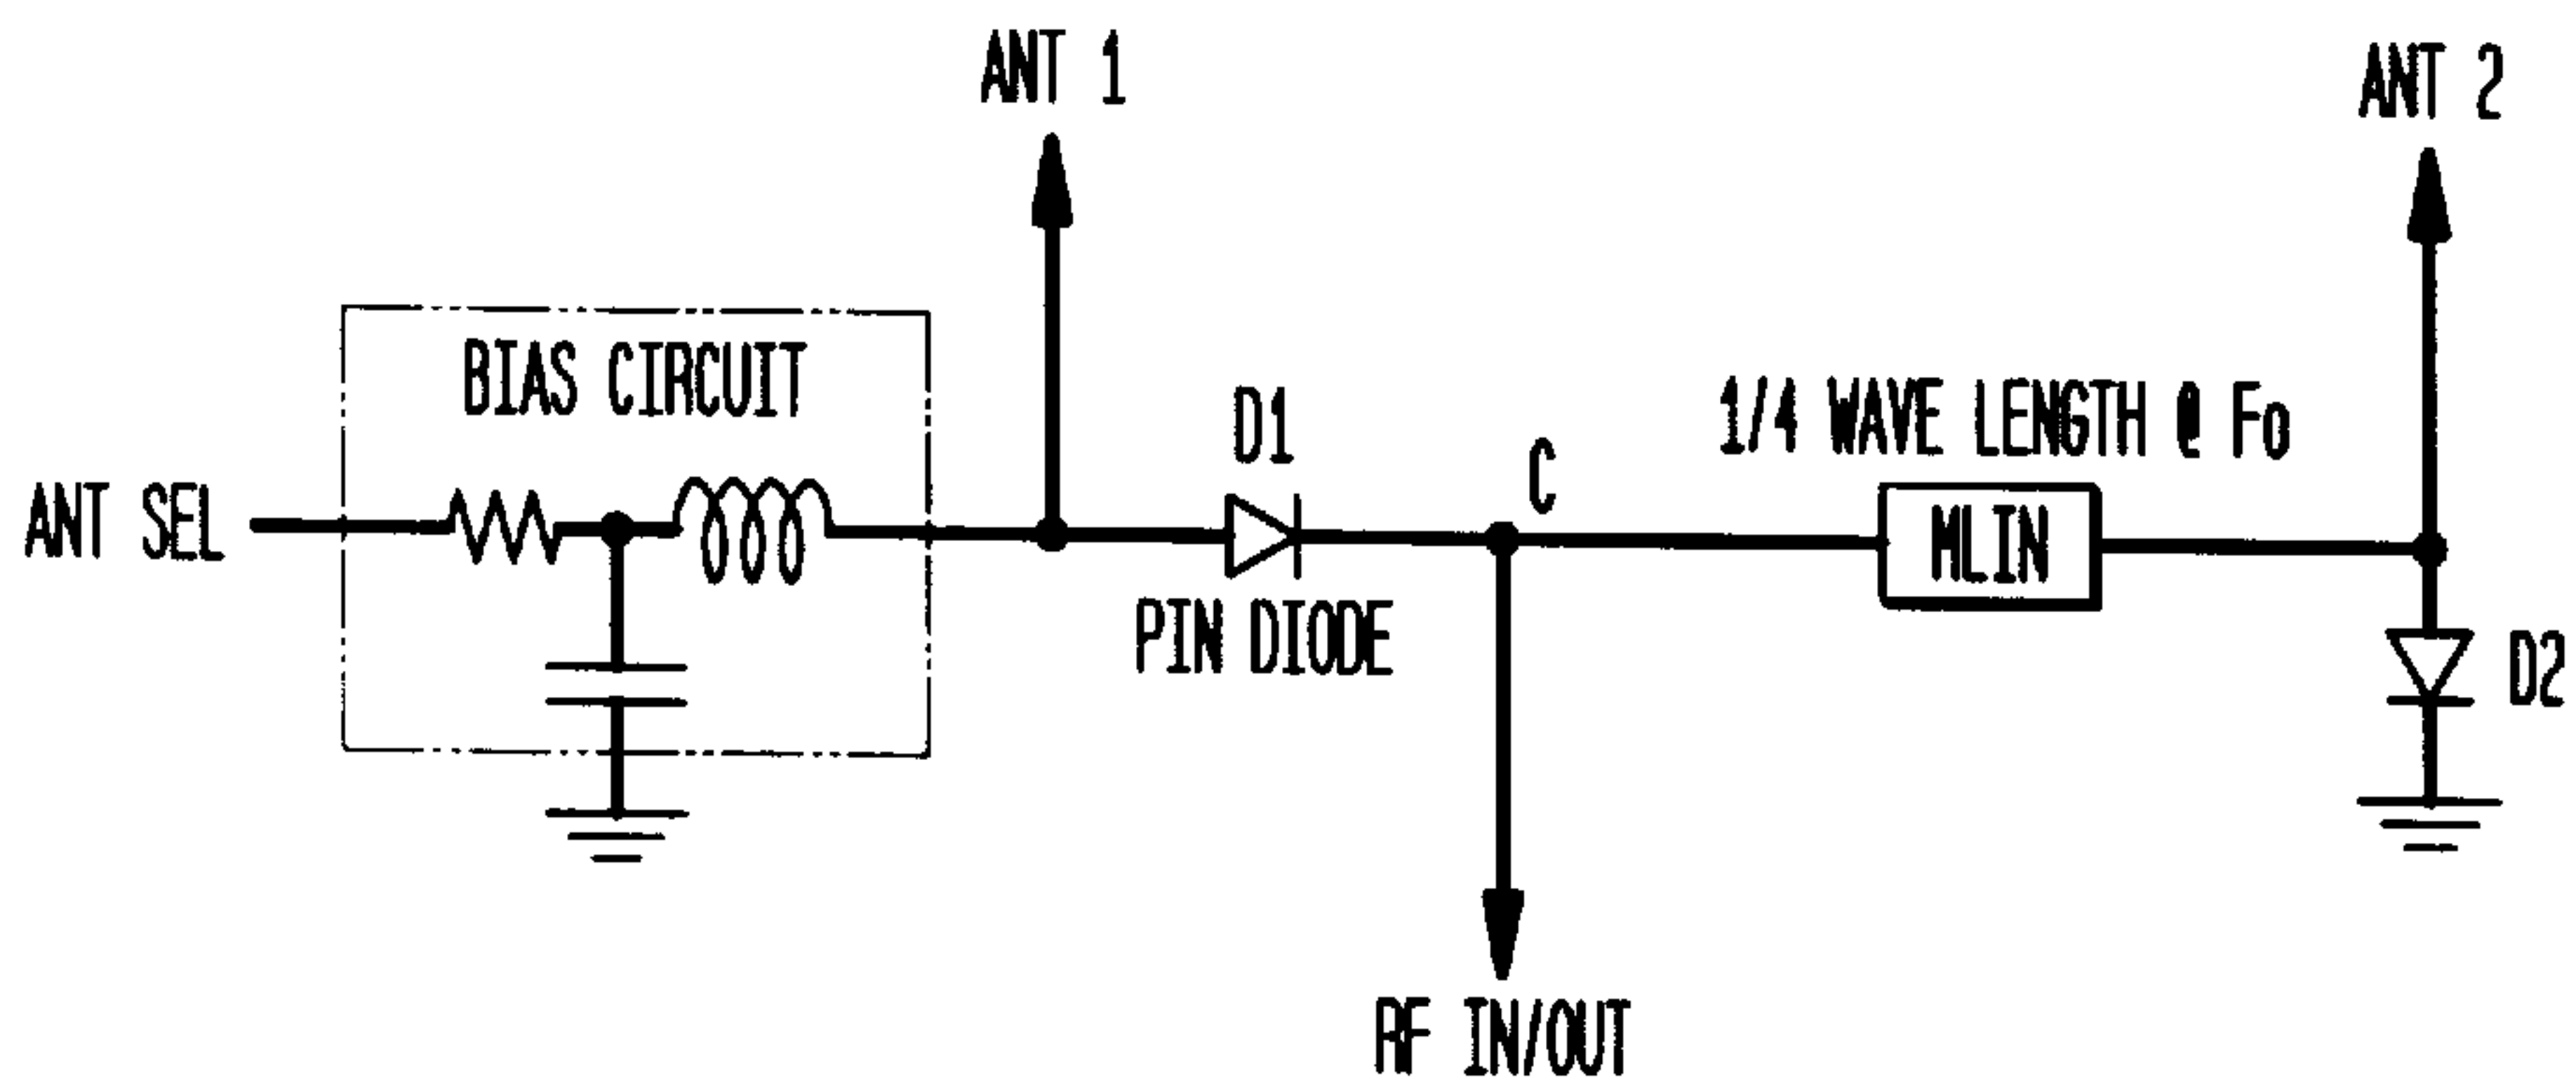 ANT 1
ANT 2
BIAS CIRCUIT
D1
C
1/4 WAVE LENGTH @ Fo
ANT SEL
MLIN
PIN DIODE
D2
RF IN/OUT